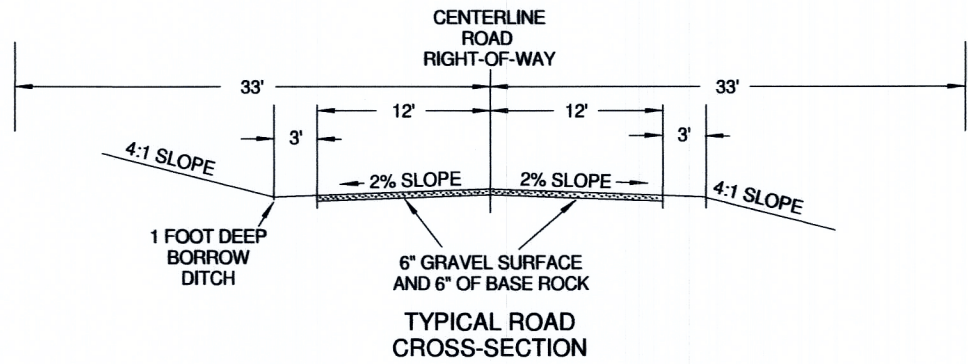 CENTERLINE
ROAD
RIGHT-OF-WAY
33' 33'
12' 12'
3' 3'
4:1 SLOPE
2% SLOPE 2% SLOPE
4:1 SLOPE
1 FOOT DEEP
BORROW
DITCH
6" GRAVEL SURFACE
AND 6" OF BASE ROCK
TYPICAL ROAD
CROSS-SECTION